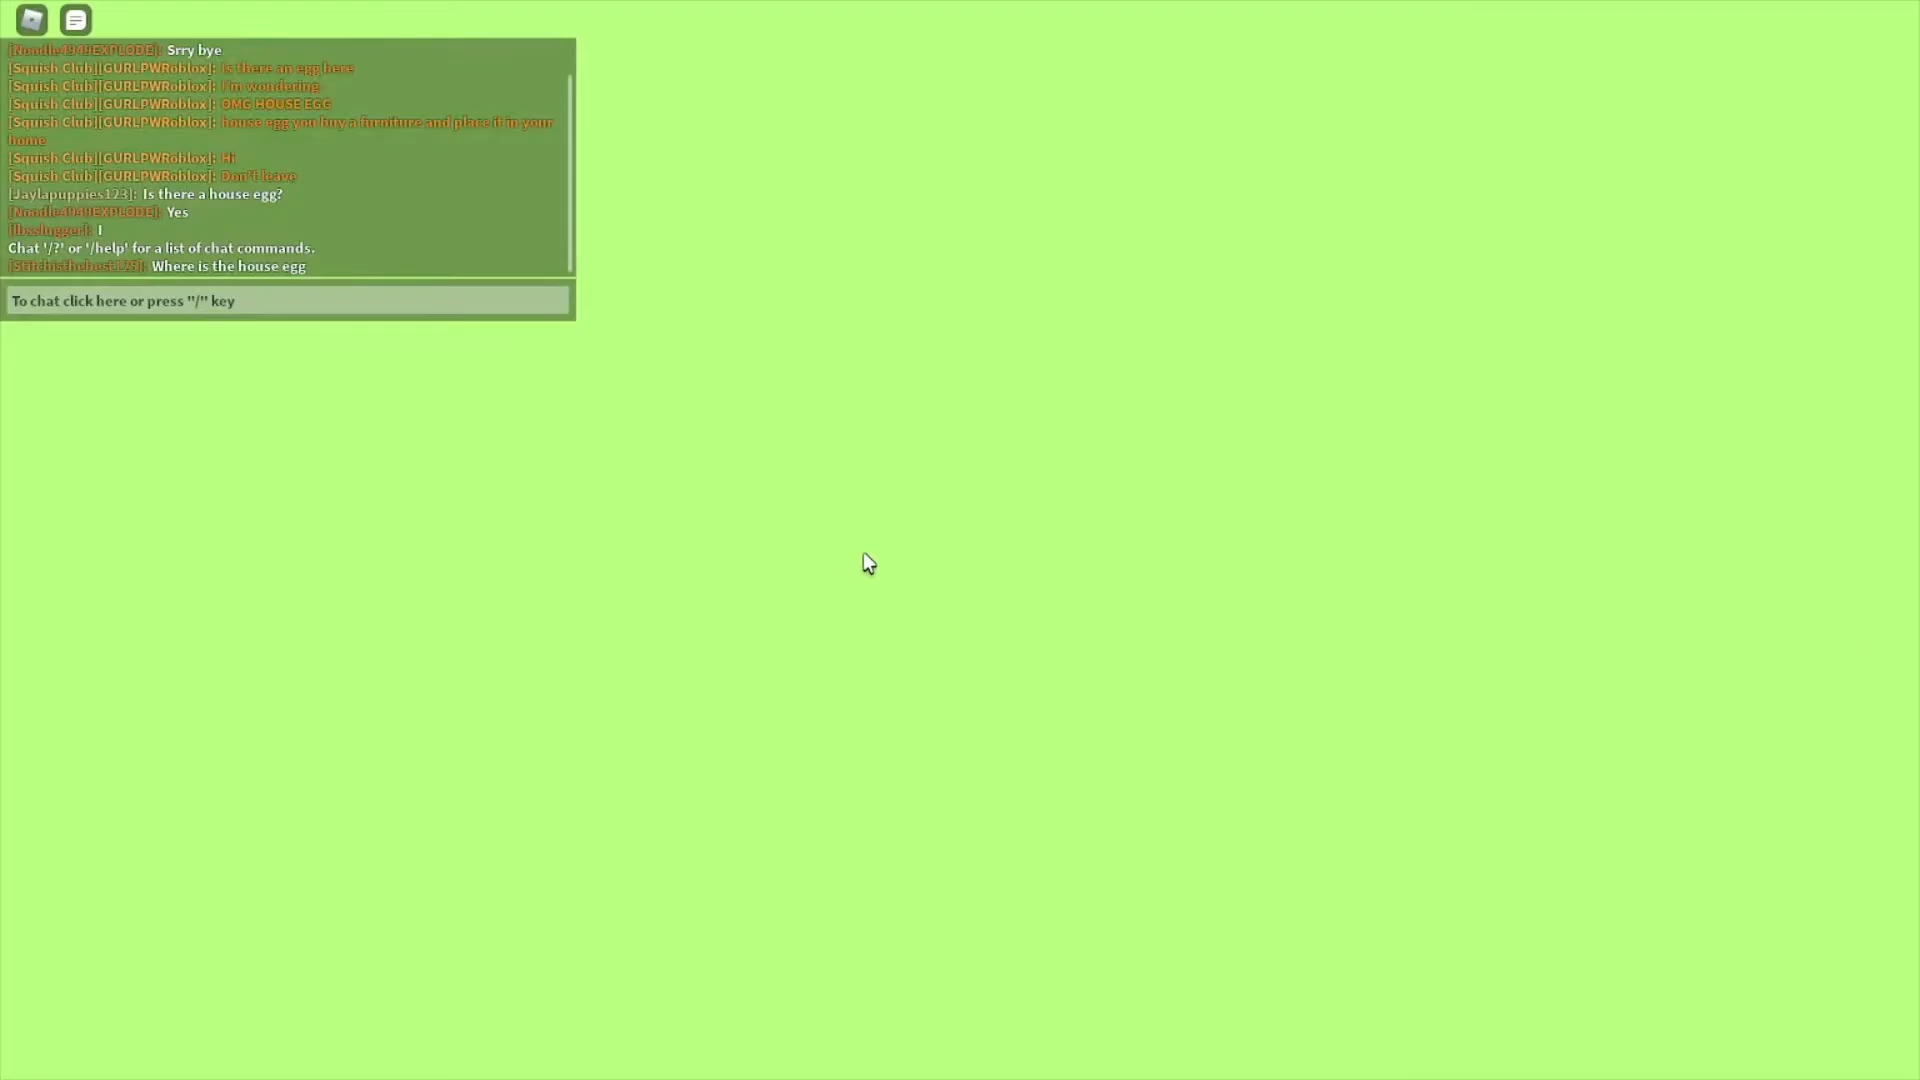 [Noodle4949EXPLODE]: Srry bye
[Squish Club][GURLPWRoblox]: Is there an egg here
[Squish Club][GURLPWRoblox]: I'm wondering
[Squish Club][GURLPWRoblox]: OMG HOUSE EGG
[Squish Club][GURLPWRoblox]: house egg you buy a furniture and place it in your
home
[Squish Club][GURLPWRoblox]: Hi
[Squish Club][GURLPWRoblox]: Don't leave
[Jaylapuppies123]: Is there a house egg?
[Noodle4949EXPLODE]: Yes
[lbsslugger]: I
Chat '/?' or '/help' for a list of chat commands.
[Stitchisthebest128]: Where is the house egg
To chat click here or press "/" key